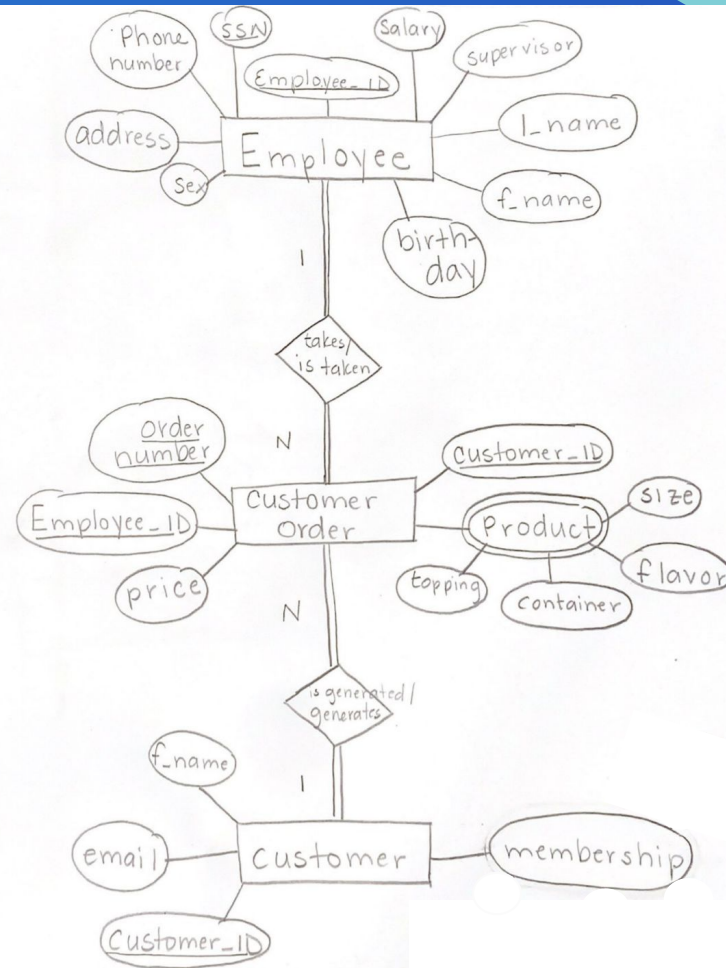 Phone
number
SSN
Salary
supervisor
Employee_ID
address
Employee
l_name
sex
f_name
birth-
day
1
takes/
is taken
N
order
number
Customer_ID
Customer
Order
Employee_ID
Product
size
price
topping
container
flavor
N
is generated/
generates
f_name
1
email
Customer
membership
Customer_ID